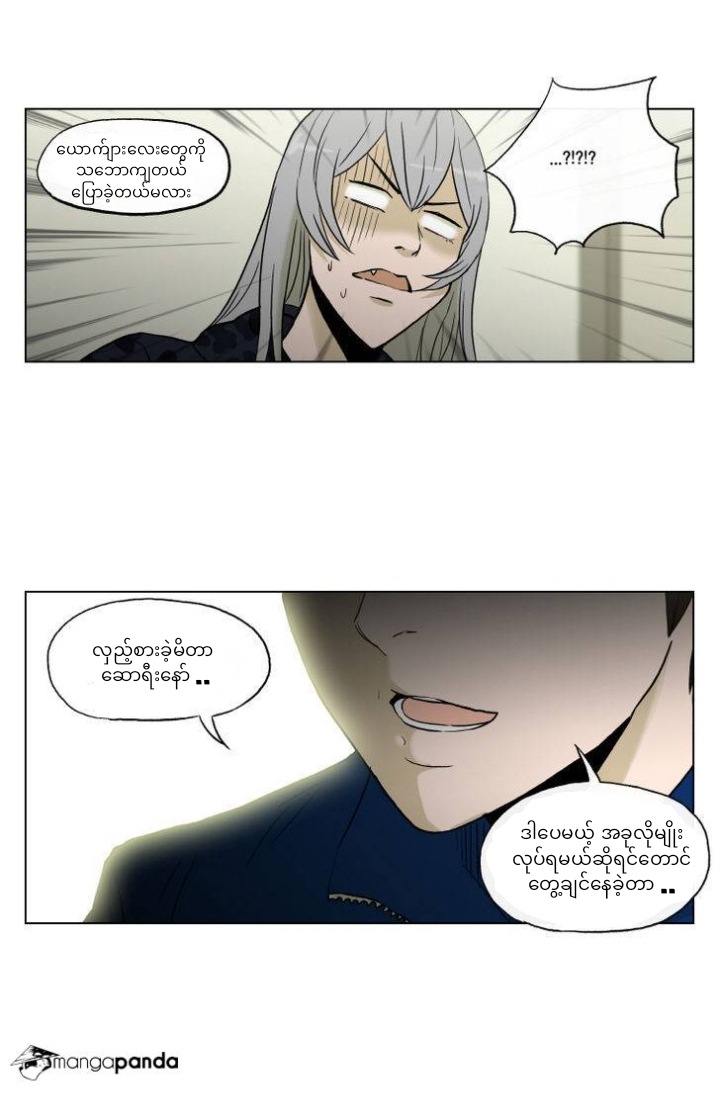 ယောက်ျားလေးတွေကို
သဘောကျတယ်
ပြောခဲ့တယ်မလား
...?!?!?
လှည့်စားခဲ့မိတာ
ဆောရီးနော် ..
ဒါပေမယ့် အခုလိုမျိုး
လုပ်ရမယ်ဆိုရင်တောင်
တွေ့ချင်နေခဲ့တာ ..
mangapanda